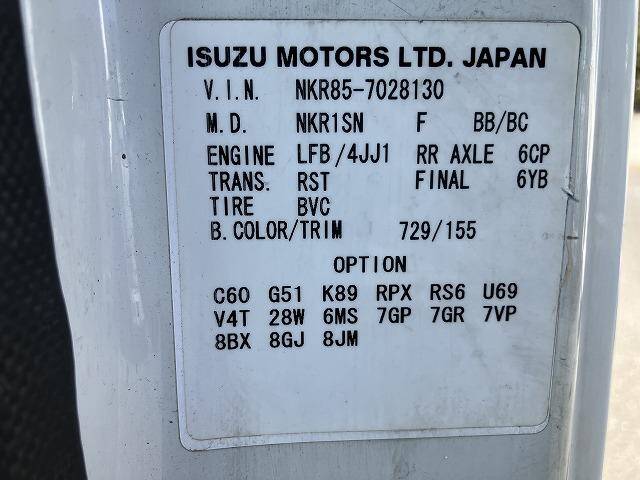 ISUZU MOTORS LTD. JAPAN
V.I.N. NKR85-7028130
M.D. NKR1SN F BB/BC
ENGINE LFB/4JJ1 RR AXLE 6CP
TRANS. RST FINAL 6YB
TIRE BVC
B.COLOR/TRIM 729/155
OPTION
C60 G51 K89 RPX RS6 U69
V4T 28W 6MS 7GP 7GR 7VP
8BX 8GJ 8JM